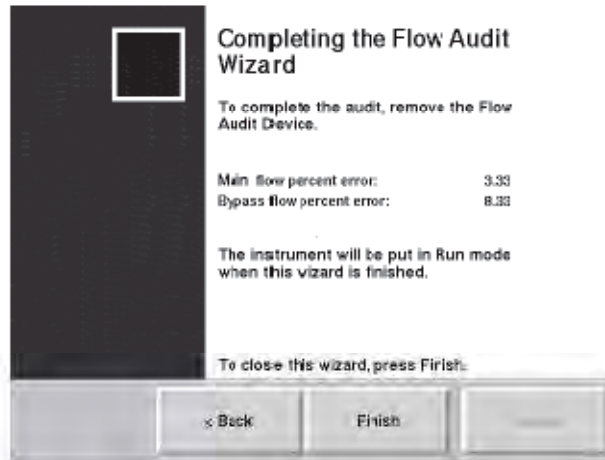 Completing the Flow Audit
Wizard
To complete the audit, remove the Flow
Audit Device.
Main flow percent error: 3.33
Bypass flow percent error: 8.33
The instrument will be put in Run mode
when this wizard is finished.
To close this wizard, press Finish.
< Back Finish